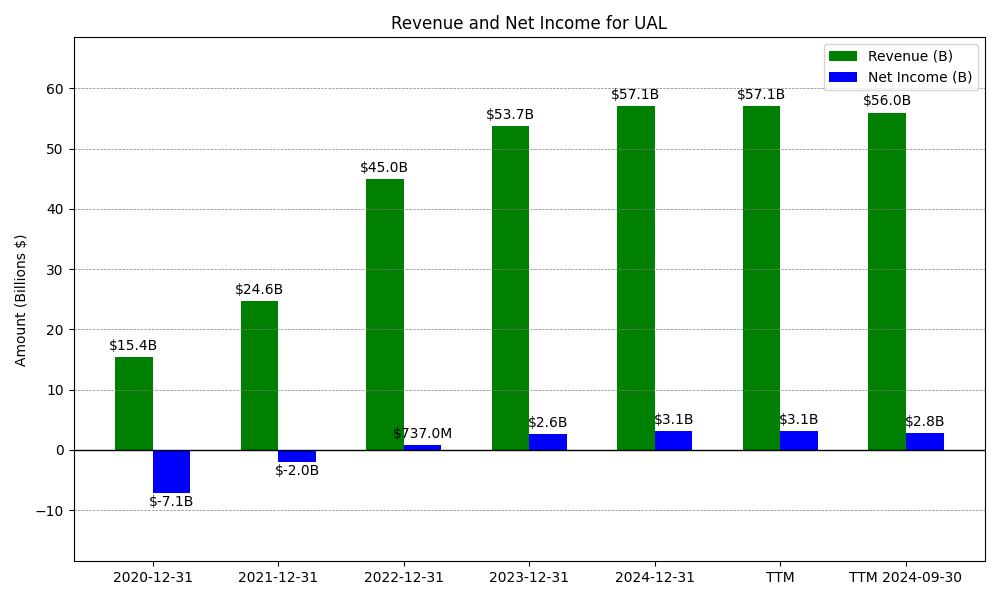 Revenue and Net Income for UAL
Revenue (B)
Net Income (B)
Amount (Billions $)
60
50
40
30
20
10
0
−10
$15.4B
$-7.1B
$24.6B
$-2.0B
$45.0B
$737.0M
$53.7B
$2.6B
$57.1B
$3.1B
$57.1B
$3.1B
$56.0B
$2.8B
2020-12-31
2021-12-31
2022-12-31
2023-12-31
2024-12-31
TTM
TTM 2024-09-30